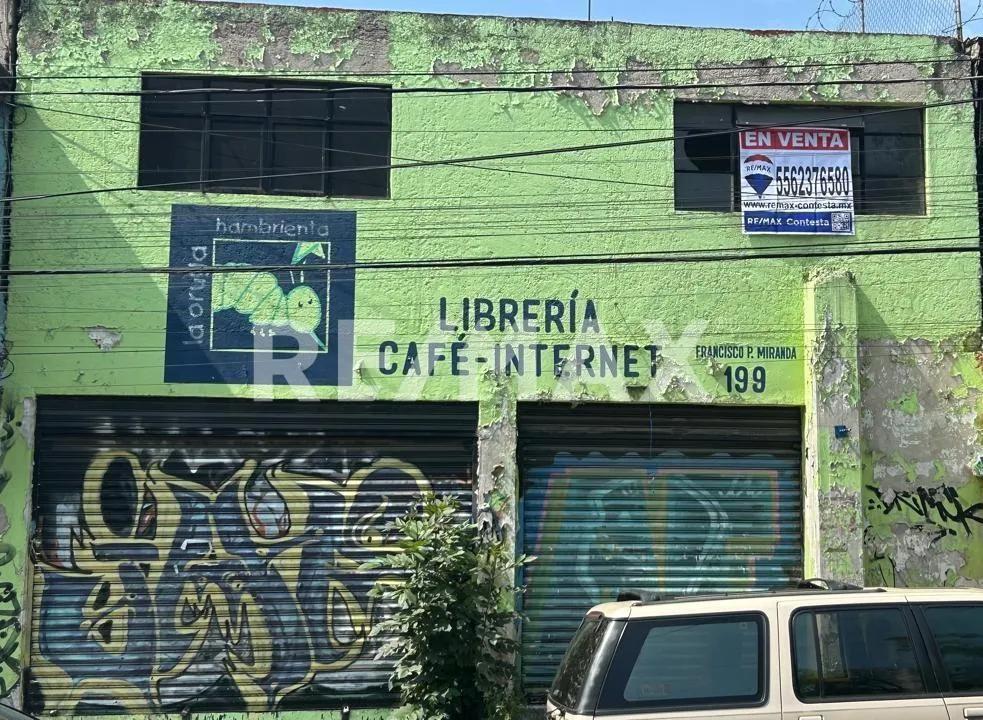 EN VENTA
RE/MAX
5562376580
www.remax-contesta.mx
RE/MAX Contesta
hambrienta
la oruga
LIBRERÍA
CAFÉ-INTERNET
FRANCISCO P. MIRANDA
199
RE/MAX